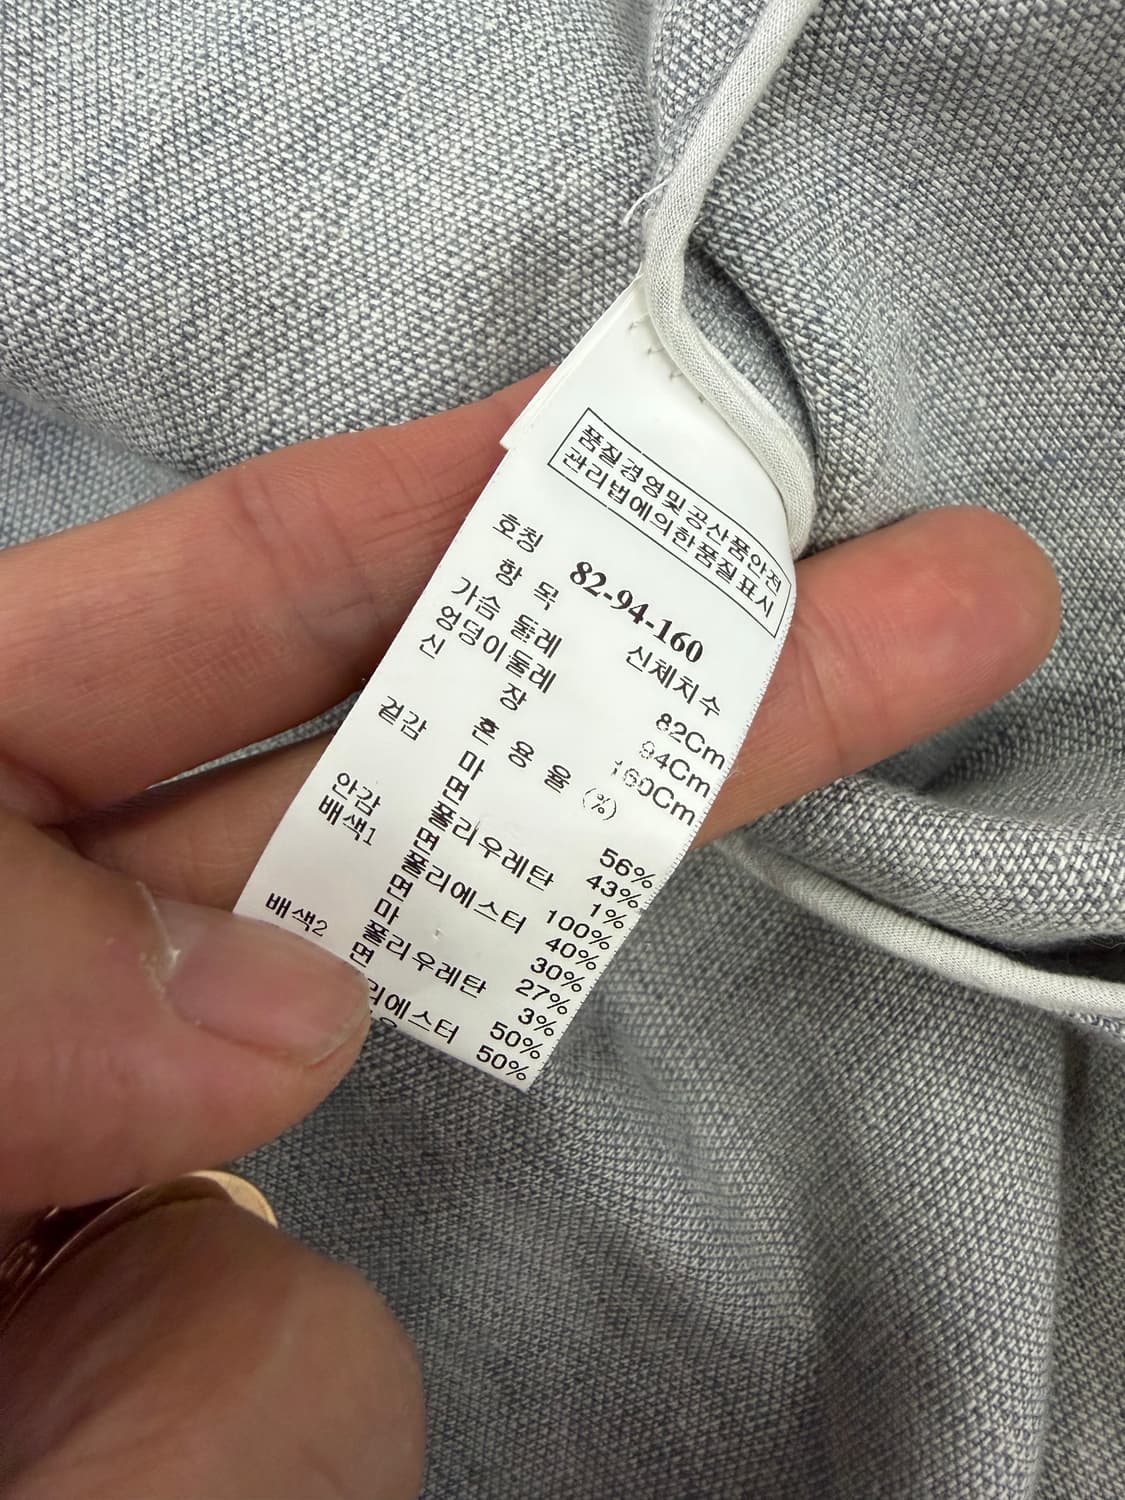 품질경영및공산품안전
관리법에의한품질표시
호칭 82-94-160
항 목 신체치수
가슴 둘레 82Cm
엉덩이둘레 94Cm
신 장 160Cm
혼 용 율 (%)
겉감 마 56%
면 43%
폴리우레탄 1%
안감 면 100%
배색1 폴리에스터 40%
면 30%
마 27%
폴리우레탄 3%
배색2 면 50%
리에스터 50%